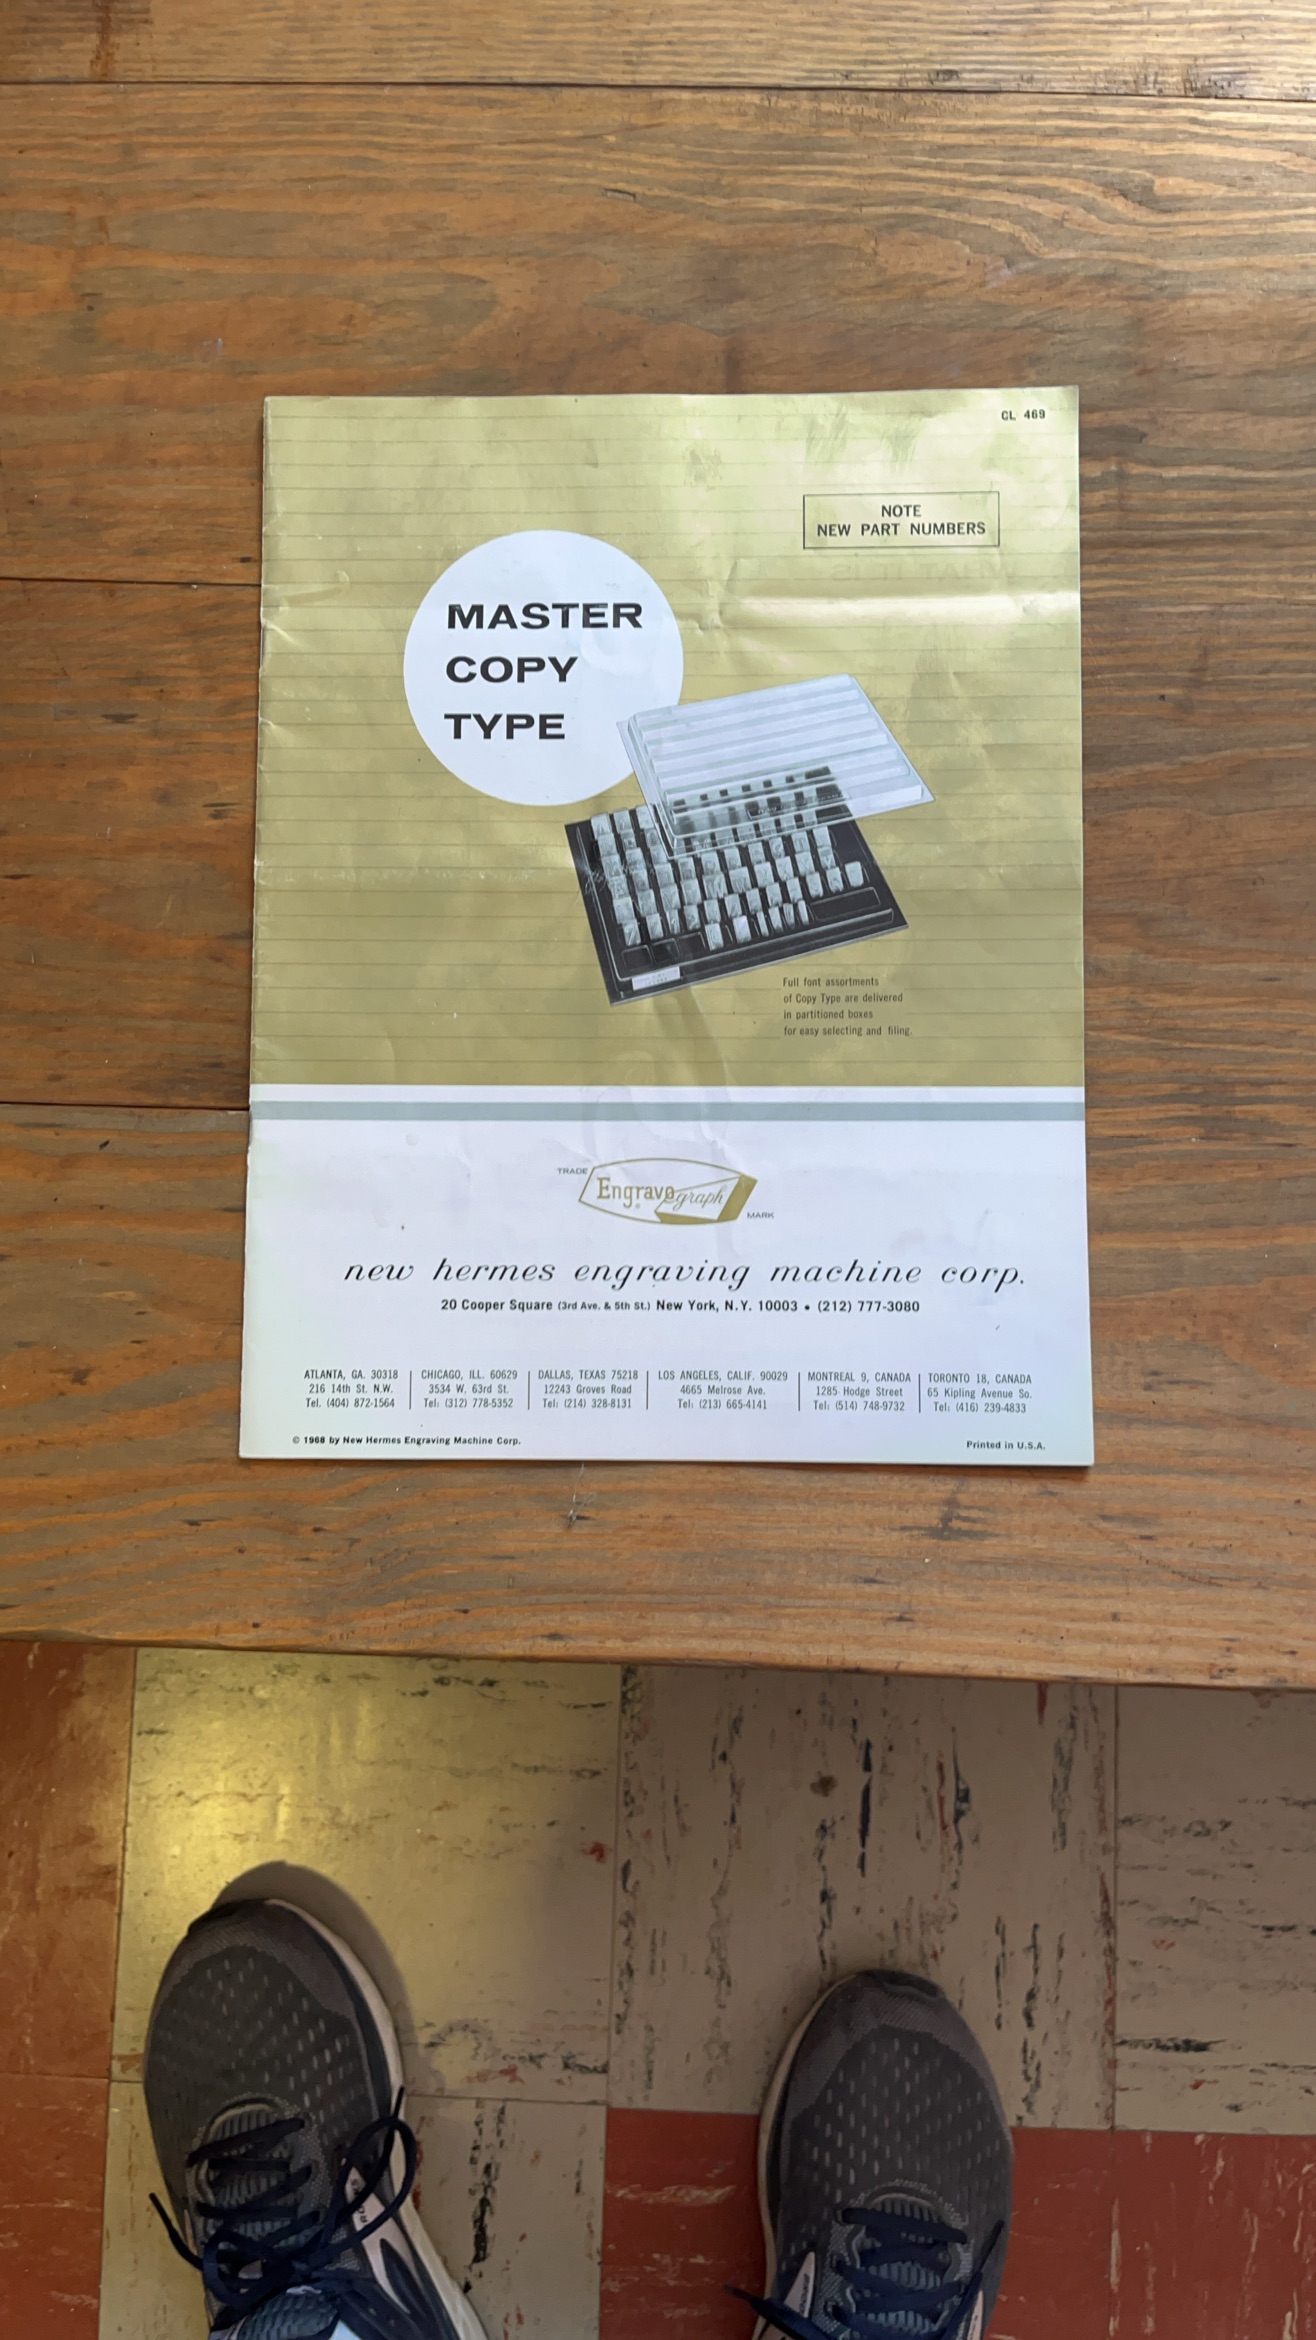 CL 469
NOTE
NEW PART NUMBERS
MASTER
COPY
TYPE
Full font assortments
of Copy Type are delivered
in partitioned boxes
for easy selecting and filing.
TRADE
Engravograph
MARK
new hermes engraving machine corp.
20 Cooper Square (3rd Ave. & 5th St.) New York, N.Y. 10003 • (212) 777-3080
ATLANTA, GA. 30318
216 14th St. N.W.
Tel. (404) 872-1564
CHICAGO, ILL. 60629
3534 W. 63rd St.
Tel: (312) 778-5352
DALLAS, TEXAS 75218
12243 Groves Road
Tel: (214) 328-8131
LOS ANGELES, CALIF. 90029
4665 Melrose Ave.
Tel: (213) 665-4141
MONTREAL 9, CANADA
1285 Hodge Street
Tel: (514) 748-9732
TORONTO 18, CANADA
65 Kipling Avenue So.
Tel: (416) 239-4833
© 1968 by New Hermes Engraving Machine Corp.
Printed in U.S.A.